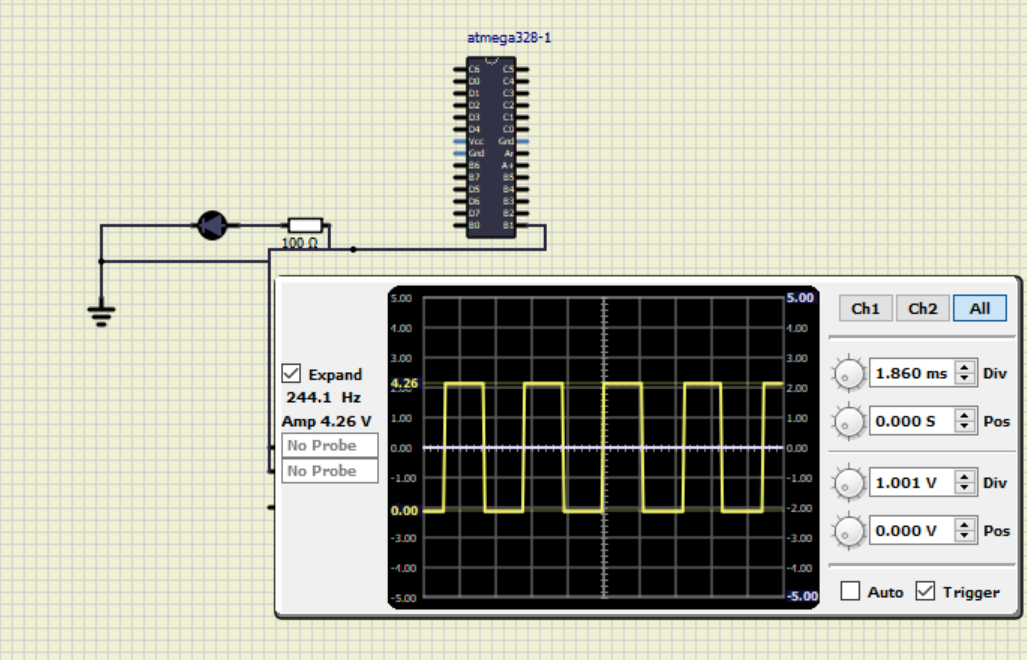 atmega328-1
C6 C5
D0 C4
D1 C3
D2 C2
D3 C1
D4 C0
Vcc Gnd
Gnd Ar
B6 A+
B7 B5
D5 B4
D6 B3
D7 B2
B0 B1
100 Ω
Expand
244.1 Hz
Amp 4.26 V
No Probe
No Probe
5.00 5.00
4.00 4.00
3.00 3.00
4.26 2.00
1.00 1.00
0.00 0.00
-1.00 -1.00
0.00 -2.00
-3.00 -3.00
-4.00 -4.00
-5.00 -5.00
Ch1 Ch2 All
1.860 ms Div
0.000 S Pos
1.001 V Div
0.000 V Pos
Auto Trigger